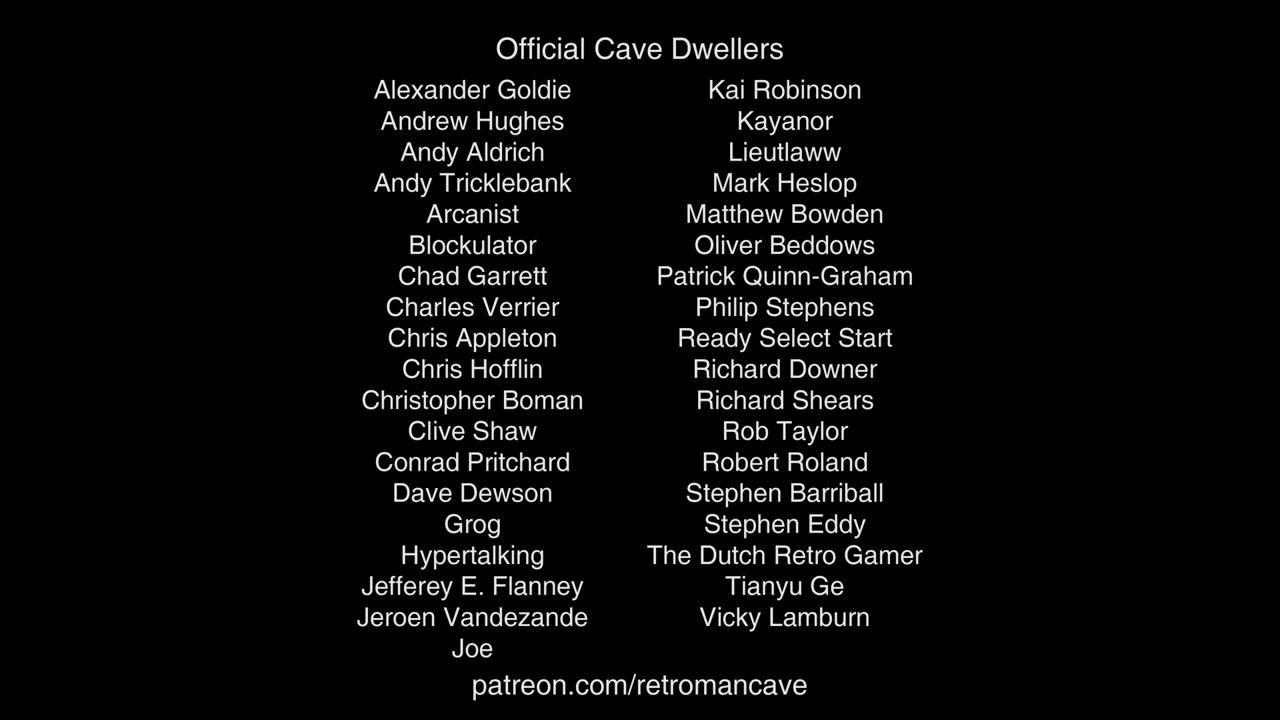 Official Cave Dwellers
Alexander Goldie
Andrew Hughes
Andy Aldrich
Andy Tricklebank
Arcanist
Blockulator
Chad Garrett
Charles Verrier
Chris Appleton
Chris Hofflin
Christopher Boman
Clive Shaw
Conrad Pritchard
Dave Dewson
Grog
Hypertalking
Jefferey E. Flanney
Jeroen Vandezande
Joe
Kai Robinson
Kayanor
Lieutlaww
Mark Heslop
Matthew Bowden
Oliver Beddows
Patrick Quinn-Graham
Philip Stephens
Ready Select Start
Richard Downer
Richard Shears
Rob Taylor
Robert Roland
Stephen Barriball
Stephen Eddy
The Dutch Retro Gamer
Tianyu Ge
Vicky Lamburn
patreon.com/retromancave